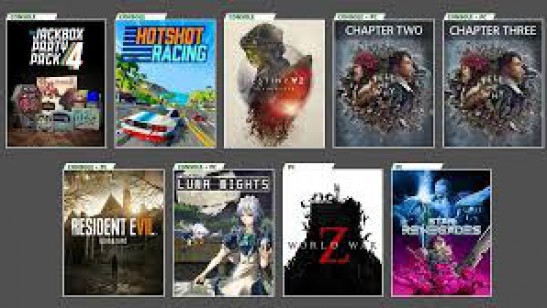 CONSOLE
CONSOLE
CONSOLE
CONSOLE + PC
CONSOLE + PC
JACKBOX
PARTY
PACK 4
HOTSHOT
RACING
CHAPTER TWO
CHAPTER THREE
CONSOLE + PC
CONSOLE + PC
PC
PC
RESIDENT EVIL
LUNA NIGHTS
WORLD WAR
Z
STAR
RENEGADES